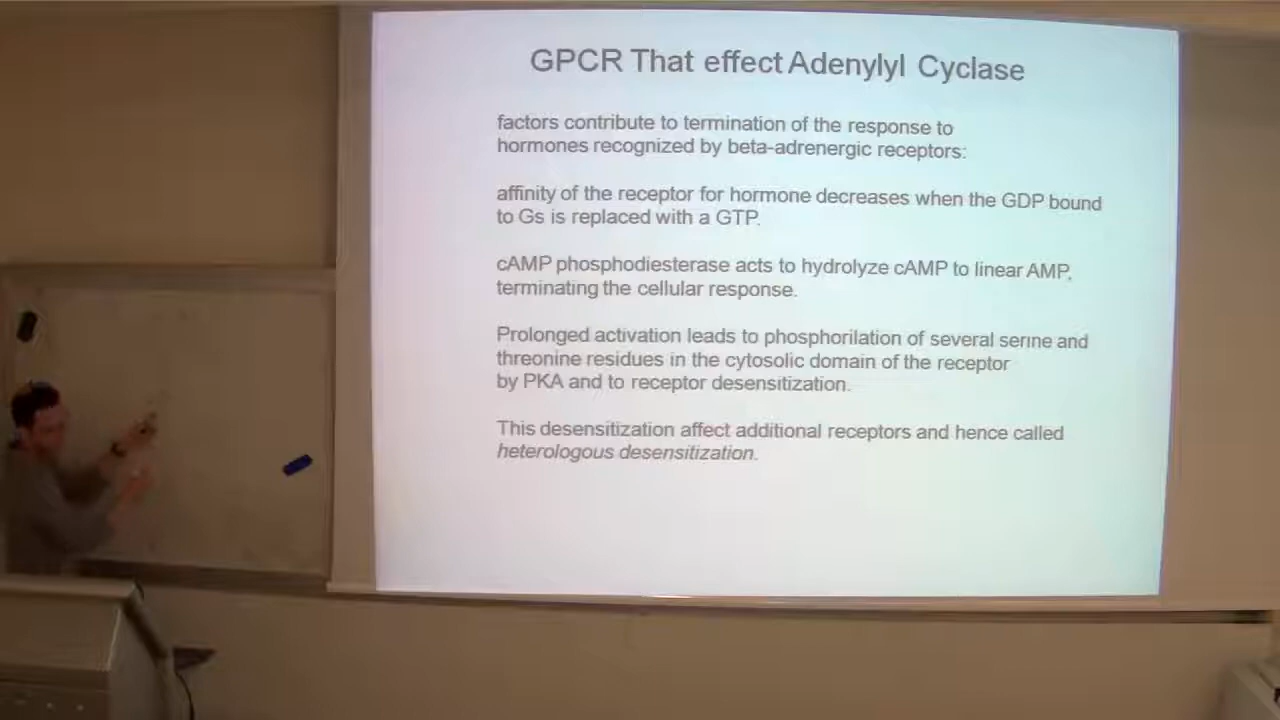 GPCR That effect Adenylyl Cyclase
factors contribute to termination of the response to
hormones recognized by beta-adrenergic receptors:
affinity of the receptor for hormone decreases when the GDP bound
to Gs is replaced with a GTP.
cAMP phosphodiesterase acts to hydrolyze cAMP to linear AMP,
terminating the cellular response.
Prolonged activation leads to phosphorilation of several serine and
threonine residues in the cytosolic domain of the receptor
by PKA and to receptor desensitization.
This desensitization affect additional receptors and hence called
heterologous desensitization.